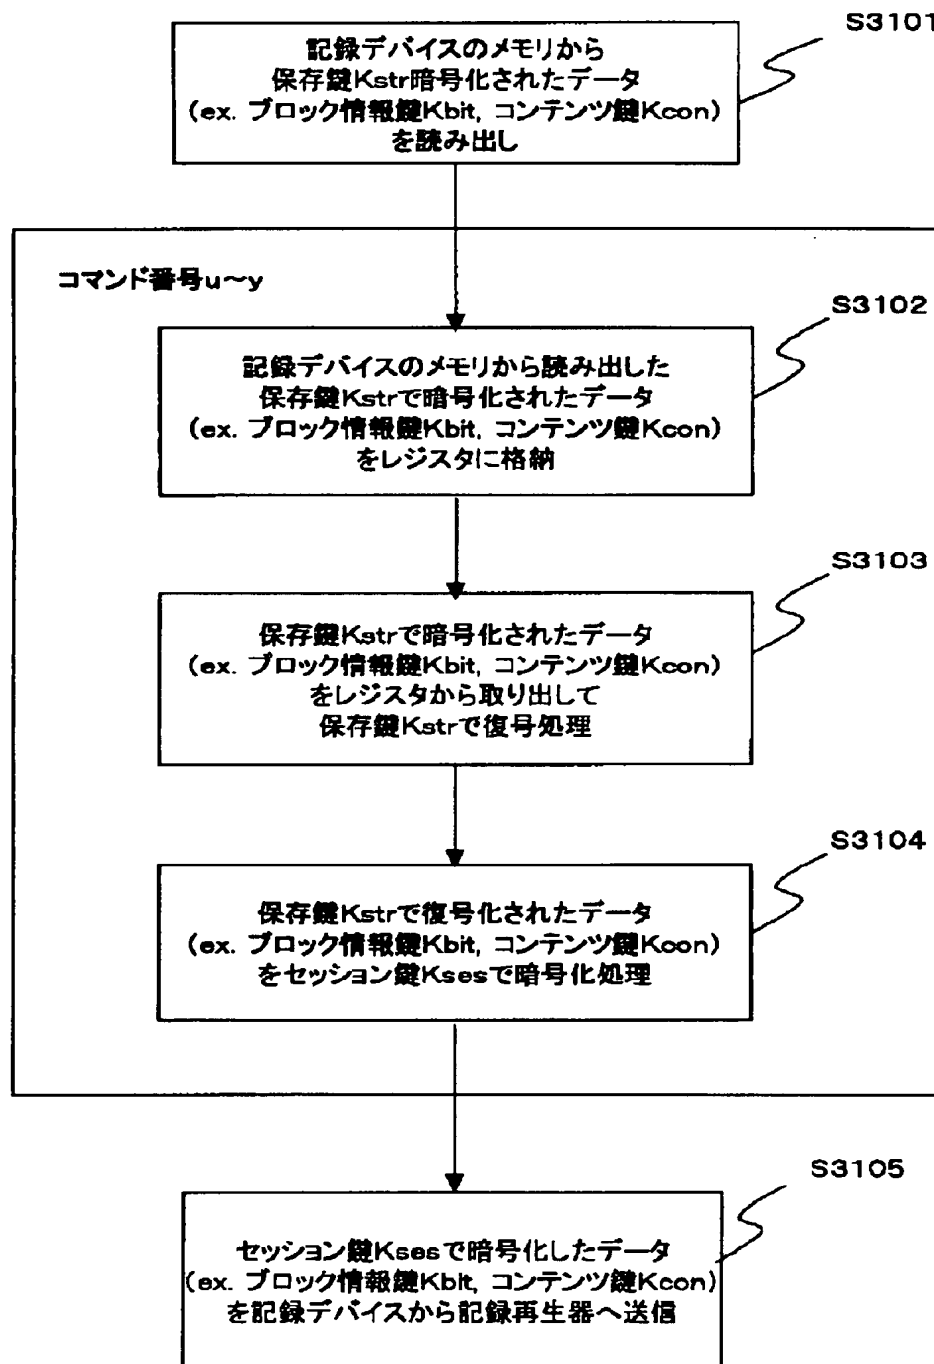 S3101
記録デバイスのメモリから
保存鍵Kstr暗号化されたデータ
(ex. ブロック情報鍵Kbit, コンテンツ鍵Kcon)
を読み出し
コマンド番号u～y
S3102
記録デバイスのメモリから読み出した
保存鍵Kstrで暗号化されたデータ
(ex. ブロック情報鍵Kbit, コンテンツ鍵Kcon)
をレジスタに格納
S3103
保存鍵Kstrで暗号化されたデータ
(ex. ブロック情報鍵Kbit, コンテンツ鍵Kcon)
をレジスタから取り出して
保存鍵Kstrで復号処理
S3104
保存鍵Kstrで復号化されたデータ
(ex. ブロック情報鍵Kbit, コンテンツ鍵Kcon)
をセッション鍵Ksesで暗号化処理
S3105
セッション鍵Ksesで暗号化したデータ
(ex. ブロック情報鍵Kbit, コンテンツ鍵Kcon)
を記録デバイスから記録再生器へ送信